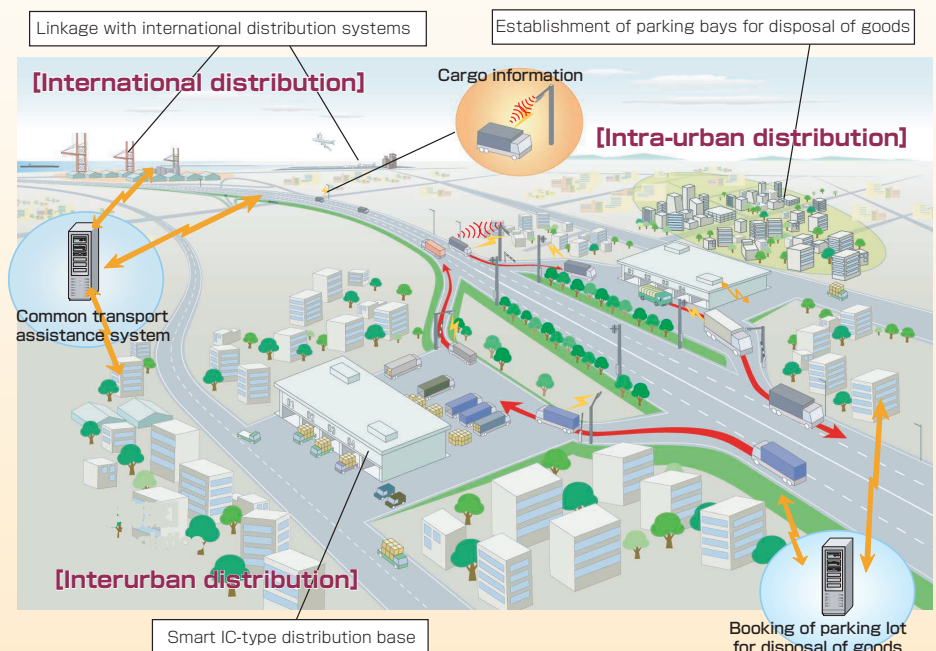 Linkage with international distribution systems
Establishment of parking bays for disposal of goods
[International distribution]
Cargo information
[Intra-urban distribution]
Common transport
assistance system
[Interurban distribution]
Smart IC-type distribution base
Booking of parking lot
for disposal of goods